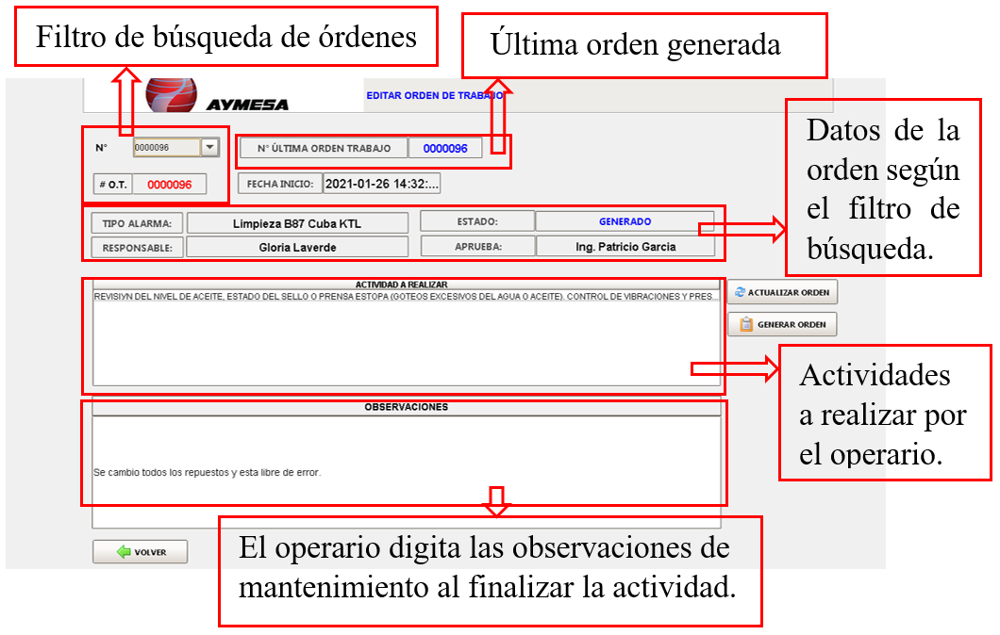 Filtro de búsqueda de órdenes
Última orden generada
AYMESA
EDITAR ORDEN DE TRABAJO
N°
0000096
N° ÚLTIMA ORDEN TRABAJO
0000096
# O.T.
0000096
FECHA INICIO:
2021-01-26 14:32:...
Datos de la
orden según
el filtro de
búsqueda.
TIPO ALARMA:
Limpieza B87 Cuba KTL
ESTADO:
GENERADO
RESPONSABLE:
Gloria Laverde
APRUEBA:
Ing. Patricio Garcia
ACTIVIDAD A REALIZAR
REVISIVN DEL NIVEL DE ACEITE, ESTADO DEL SELLO O PRENSA ESTOPA (GOTEOS EXCESIVOS DEL AGUA O ACEITE). CONTROL DE VIBRACIONES Y PRES...
ACTUALIZAR ORDEN
GENERAR ORDEN
Actividades
a realizar por
el operario.
OBSERVACIONES
Se cambio todos los repuestos y esta libre de error.
VOLVER
El operario digita las observaciones de
mantenimiento al finalizar la actividad.